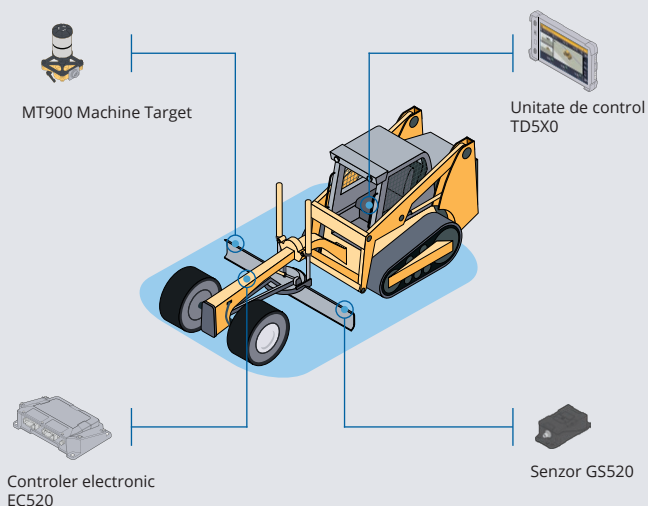 MT900 Machine Target
Unitate de control
TD5X0
Controler electronic
EC520
Senzor GS520